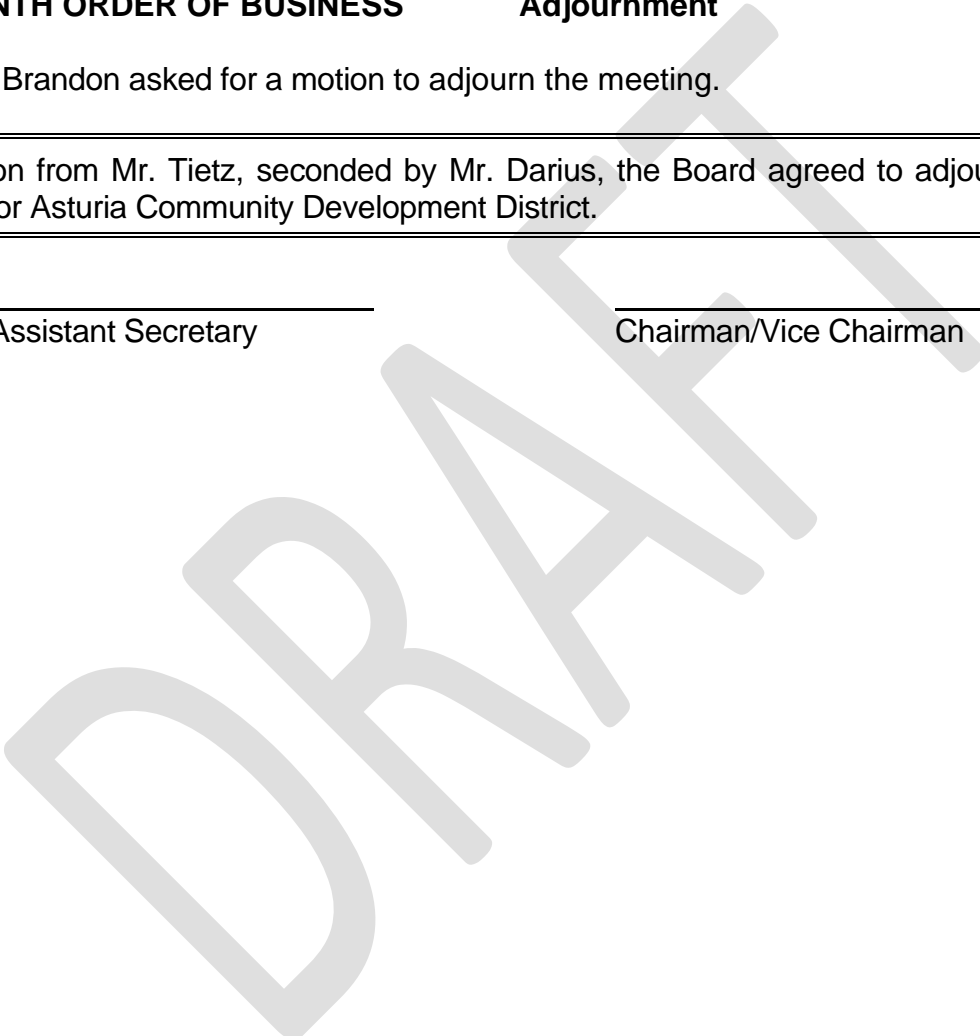 NTH ORDER OF BUSINESS Adjournment
Brandon asked for a motion to adjourn the meeting.
on from Mr. Tietz, seconded by Mr. Darius, the Board agreed to adjou
or Asturia Community Development District.
Assistant Secretary Chairman/Vice Chairman
DRAFT